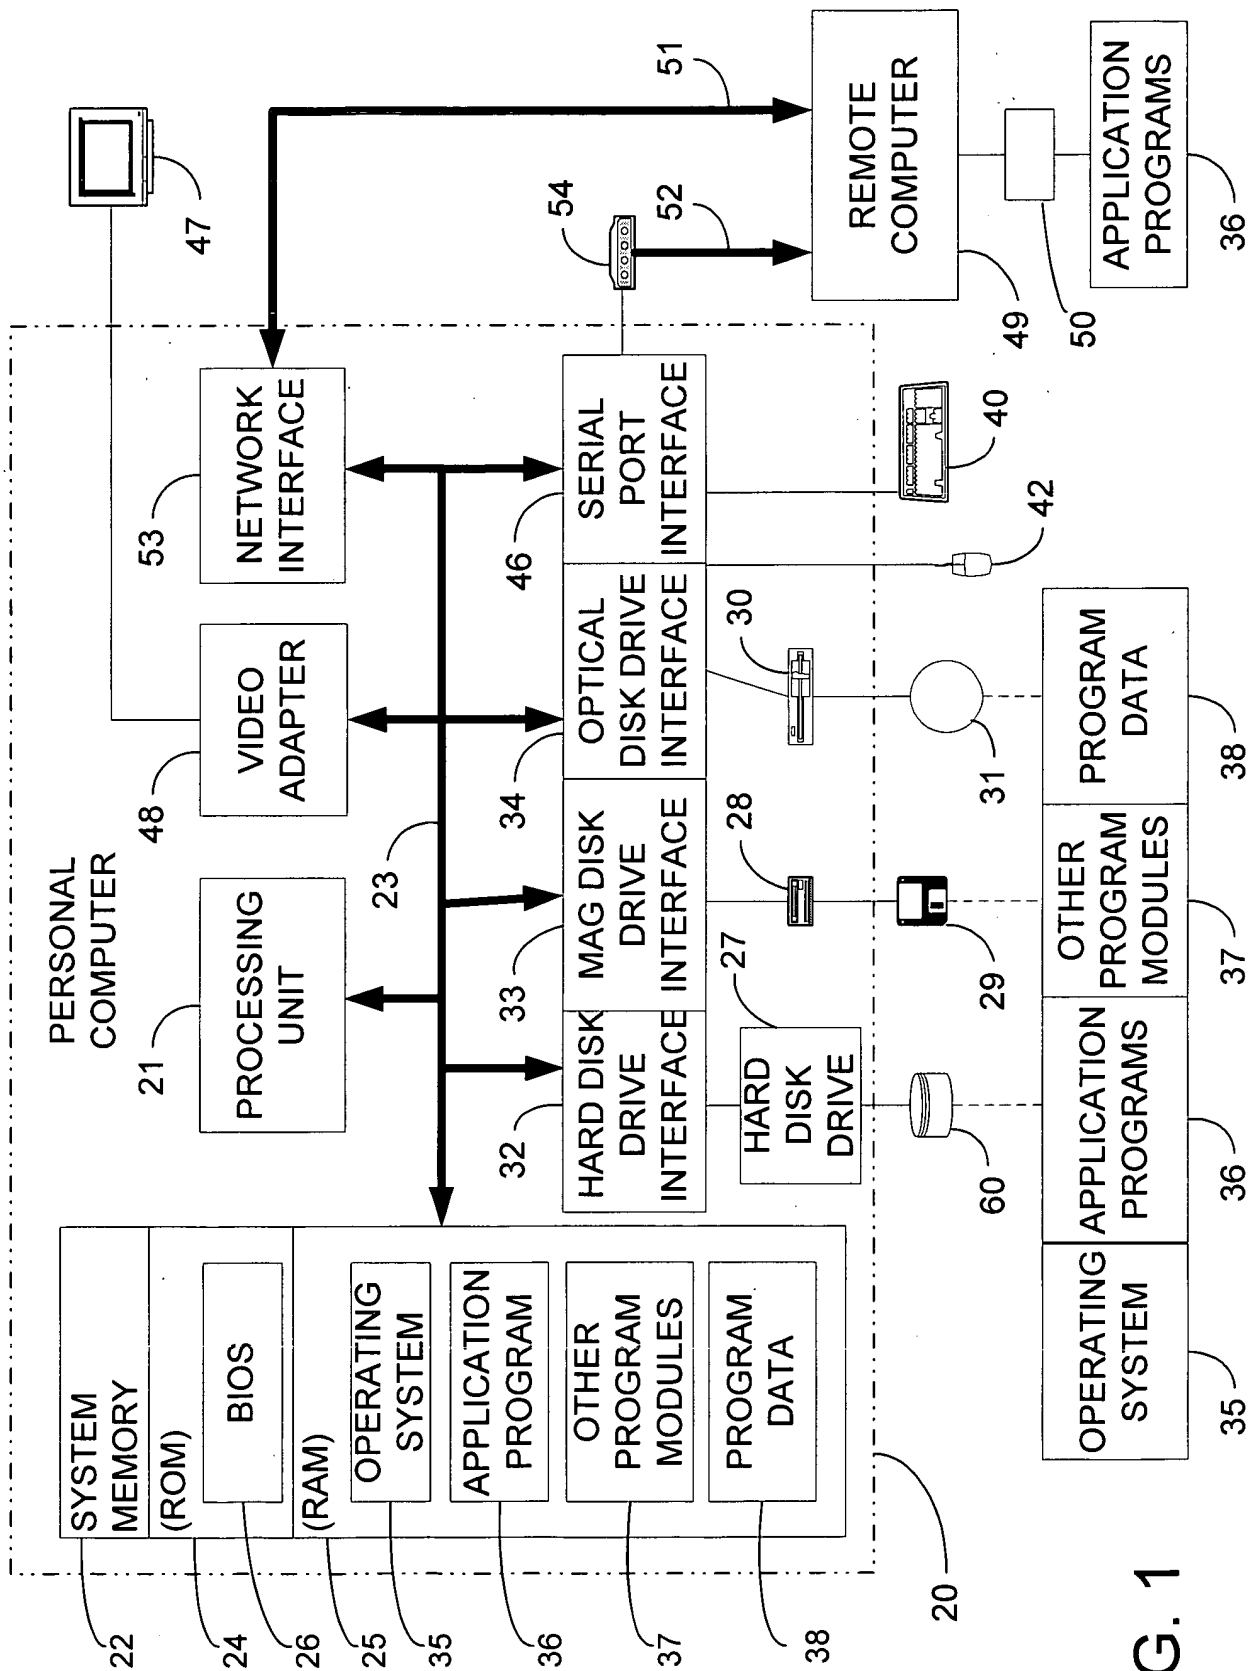 PERSONAL
COMPUTER
SYSTEM
MEMORY
(ROM)
BIOS
(RAM)
OPERATING
SYSTEM
APPLICATION
PROGRAM
OTHER
PROGRAM
MODULES
PROGRAM
DATA
22
24
26
25
35
36
37
38
20
21
PROCESSING
UNIT
48
VIDEO
ADAPTER
53
NETWORK
INTERFACE
47
23
32
HARD DISK
DRIVE
INTERFACE
33
MAG DISK
DRIVE
INTERFACE
34
OPTICAL
DISK DRIVE
INTERFACE
46
SERIAL
PORT
INTERFACE
54
52
51
27
HARD
DISK
DRIVE
28
30
60
29
31
42
40
REMOTE
COMPUTER
49
50
APPLICATION
PROGRAMS
36
OPERATING
SYSTEM
35
APPLICATION
PROGRAMS
36
OTHER
PROGRAM
MODULES
37
PROGRAM
DATA
38
G. 1